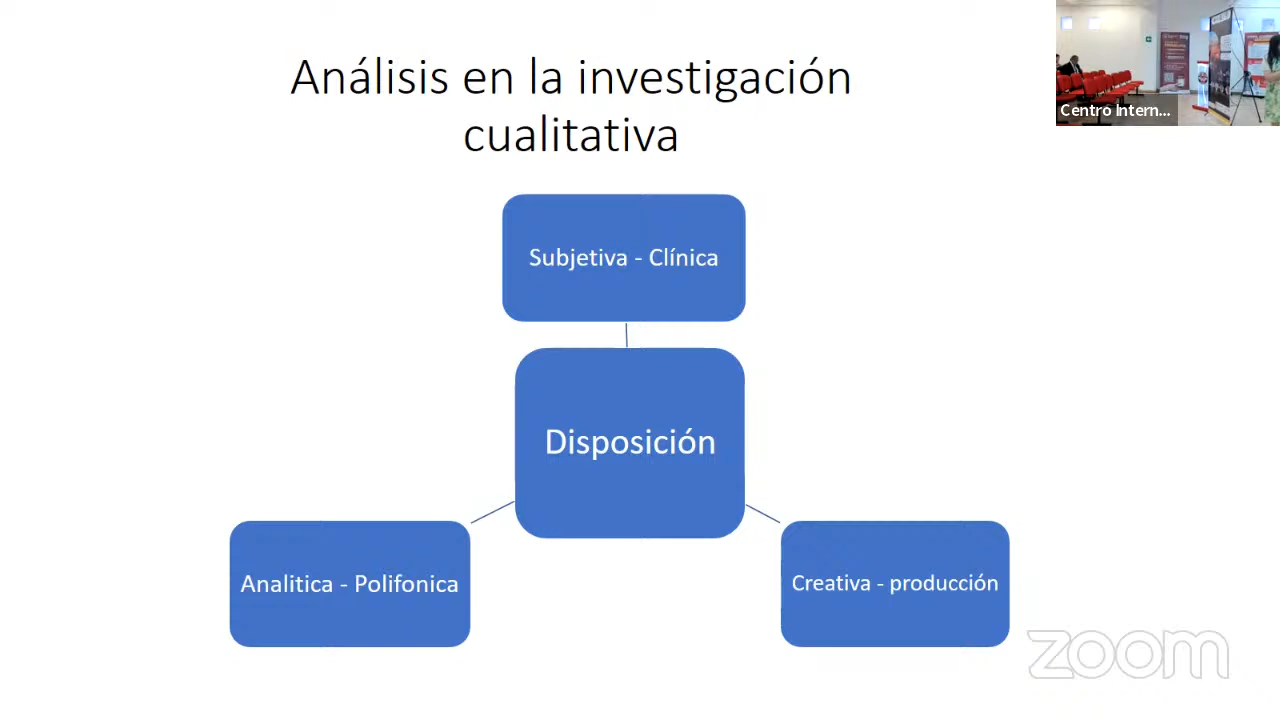 Análisis en la investigación
cualitativa
Centro Intern...
Subjetiva - Clínica
Disposición
Analitica - Polifonica
Creativa - producción
zoom